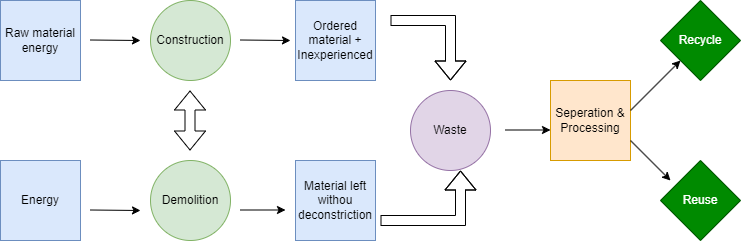 Raw material
energy
Construction
Ordered
material +
Inexperienced
Recycle
Waste
Seperation &
Processing
Energy
Demolition
Material left
withou
deconstriction
Reuse